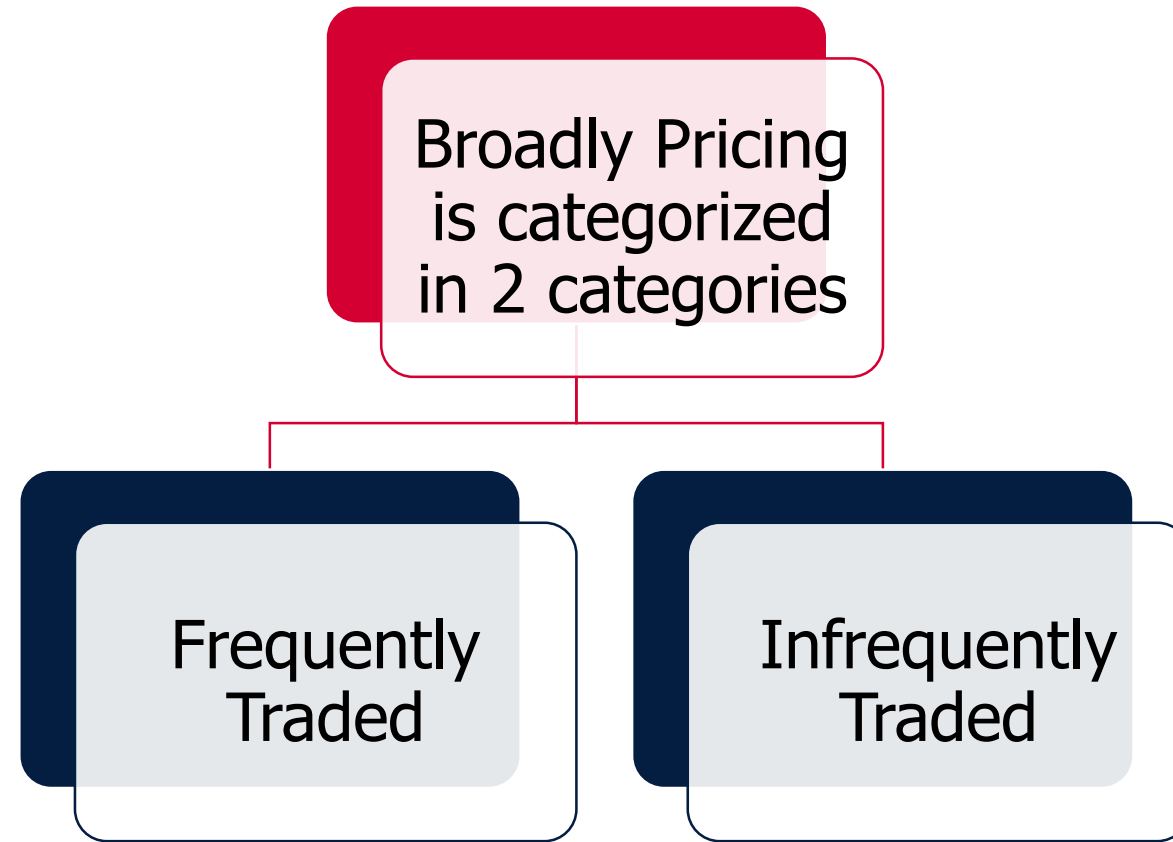 Broadly Pricing
is categorized
in 2 categories
Frequently
Traded
Infrequently
Traded